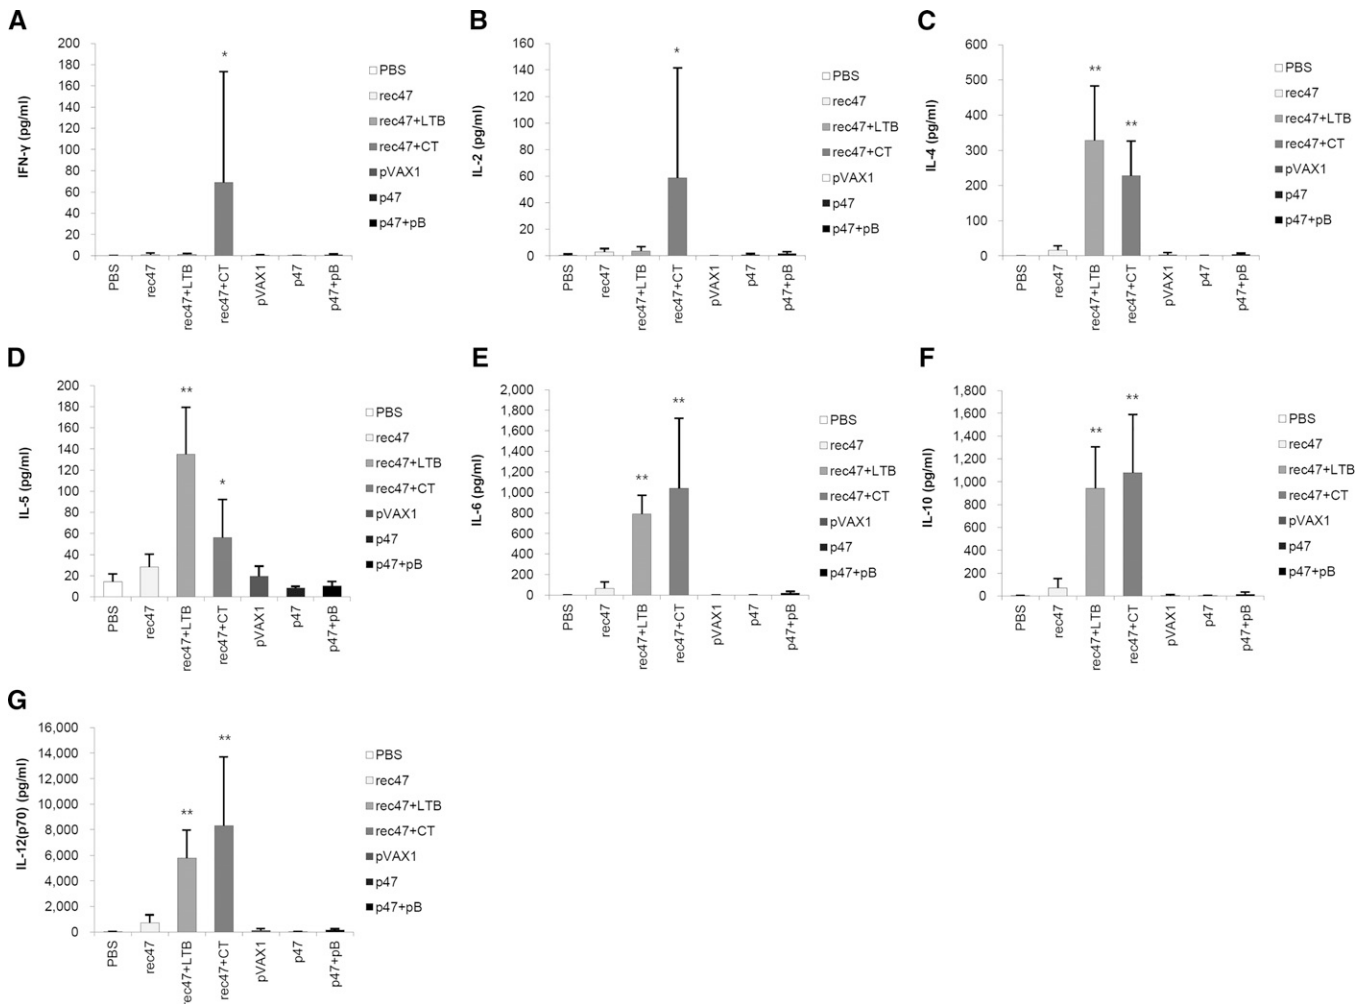 A
IFN-γ (pg/ml)
200
180
160
140
120
100
80
60
40
20
0
*
PBS
rec47
rec47+LTB
rec47+CT
pVAX1
p47
p47+pB
PBS
rec47
rec47+LTB
rec47+CT
pVAX1
p47
p47+pB
B
IL-2 (pg/ml)
160
140
120
100
80
60
40
20
0
*
PBS
rec47
rec47+LTB
rec47+CT
pVAX1
p47
p47+pB
PBS
rec47
rec47+LTB
rec47+CT
pVAX1
p47
p47+pB
C
IL-4 (pg/ml)
600
500
400
300
200
100
0
**
**
PBS
rec47
rec47+LTB
rec47+CT
pVAX1
p47
p47+pB
PBS
rec47
rec47+LTB
rec47+CT
pVAX1
p47
p47+pB
D
IL-5 (pg/ml)
200
180
160
140
120
100
80
60
40
20
0
**
*
PBS
rec47
rec47+LTB
rec47+CT
pVAX1
p47
p47+pB
PBS
rec47
rec47+LTB
rec47+CT
pVAX1
p47
p47+pB
E
IL-6 (pg/ml)
2,000
1,800
1,600
1,400
1,200
1,000
800
600
400
200
0
**
**
PBS
rec47
rec47+LTB
rec47+CT
pVAX1
p47
p47+pB
PBS
rec47
rec47+LTB
rec47+CT
pVAX1
p47
p47+pB
F
IL-10 (pg/ml)
1,800
1,600
1,400
1,200
1,000
800
600
400
200
0
**
**
PBS
rec47
rec47+LTB
rec47+CT
pVAX1
p47
p47+pB
PBS
rec47
rec47+LTB
rec47+CT
pVAX1
p47
p47+pB
G
IL-12(p70) (pg/ml)
16,000
14,000
12,000
10,000
8,000
6,000
4,000
2,000
0
**
**
PBS
rec47
rec47+LTB
rec47+CT
pVAX1
p47
p47+pB
PBS
rec47
rec47+LTB
rec47+CT
pVAX1
p47
p47+pB